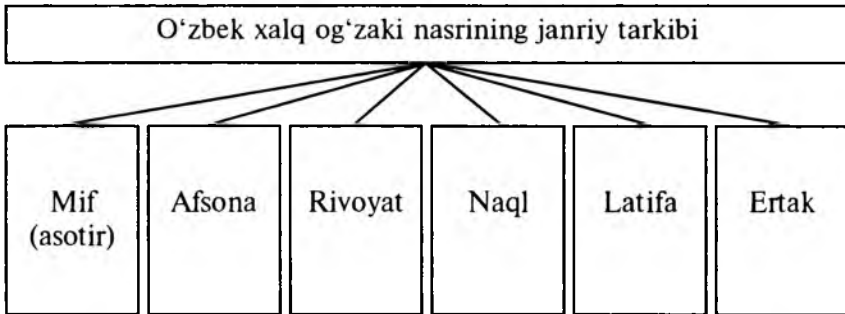 O‘zbek xalq og‘zaki nasrining janriy tarkibi
Mif
(asotir)
Afsona
Rivoyat
Naql
Latifa
Ertak